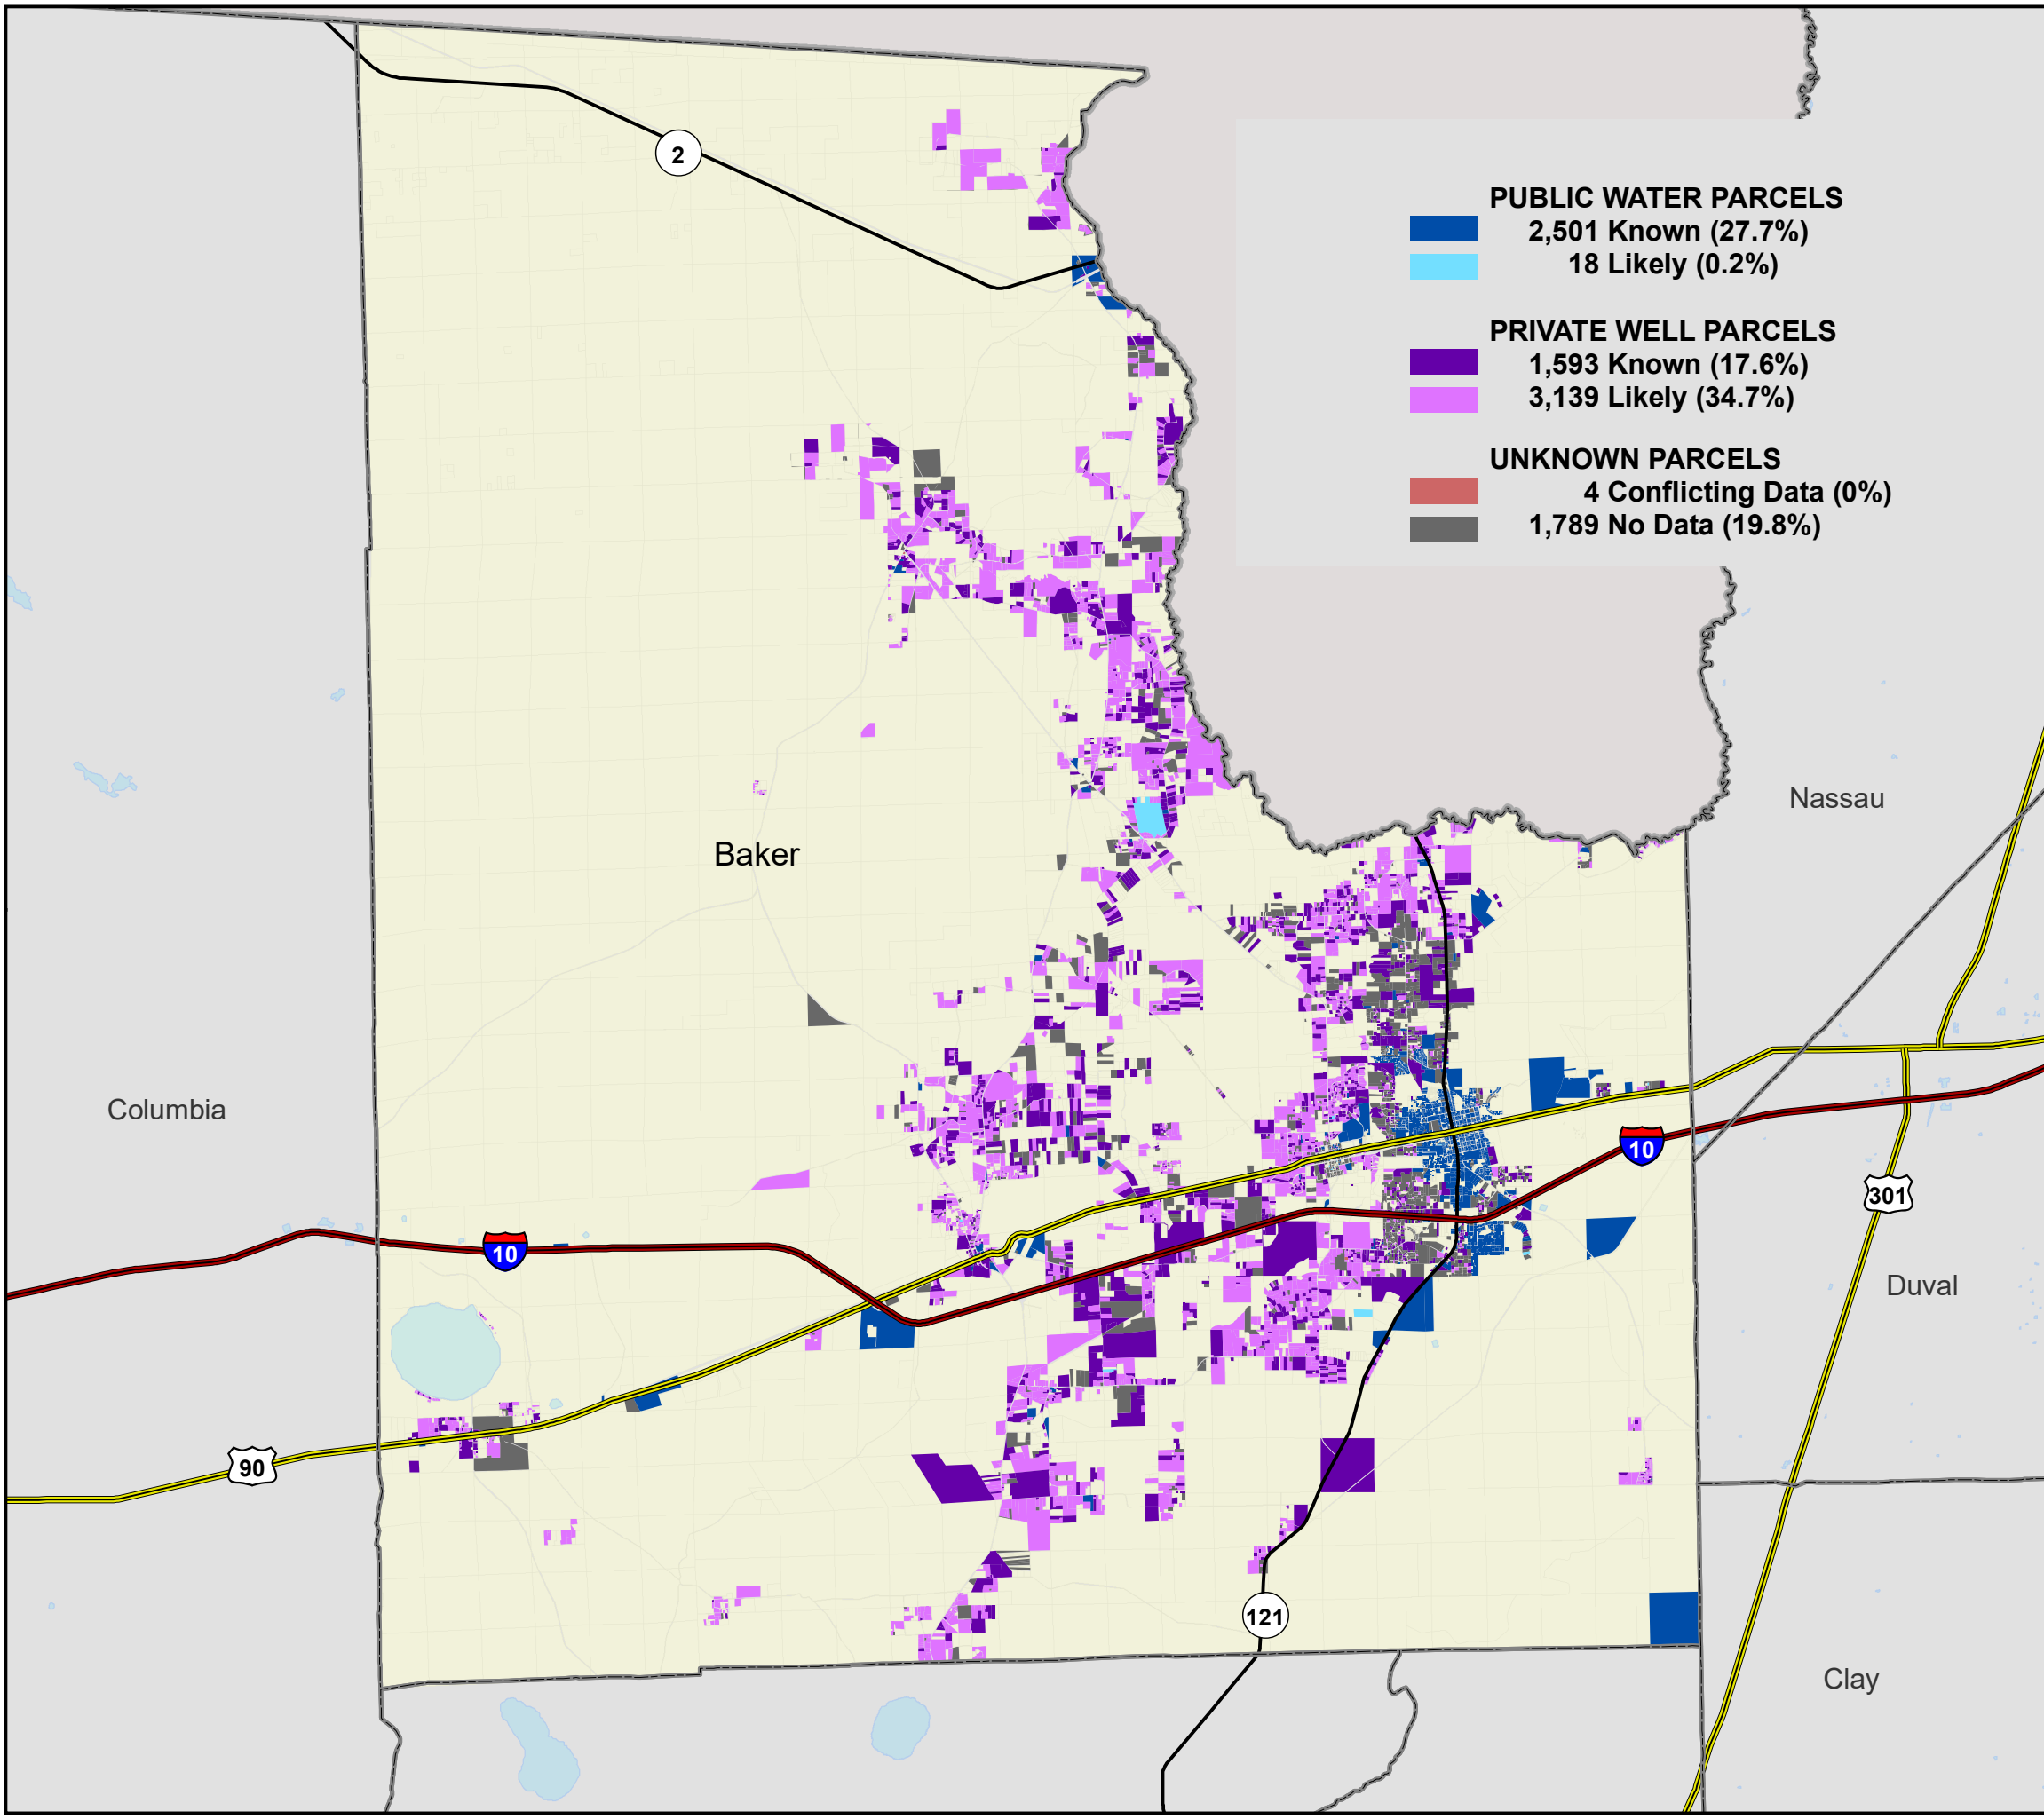 2
PUBLIC WATER PARCELS
2,501 Known (27.7%)
18 Likely (0.2%)
PRIVATE WELL PARCELS
1,593 Known (17.6%)
3,139 Likely (34.7%)
UNKNOWN PARCELS
4 Conflicting Data (0%)
1,789 No Data (19.8%)
Nassau
Baker
Columbia
10
301
10
Duval
90
121
Clay